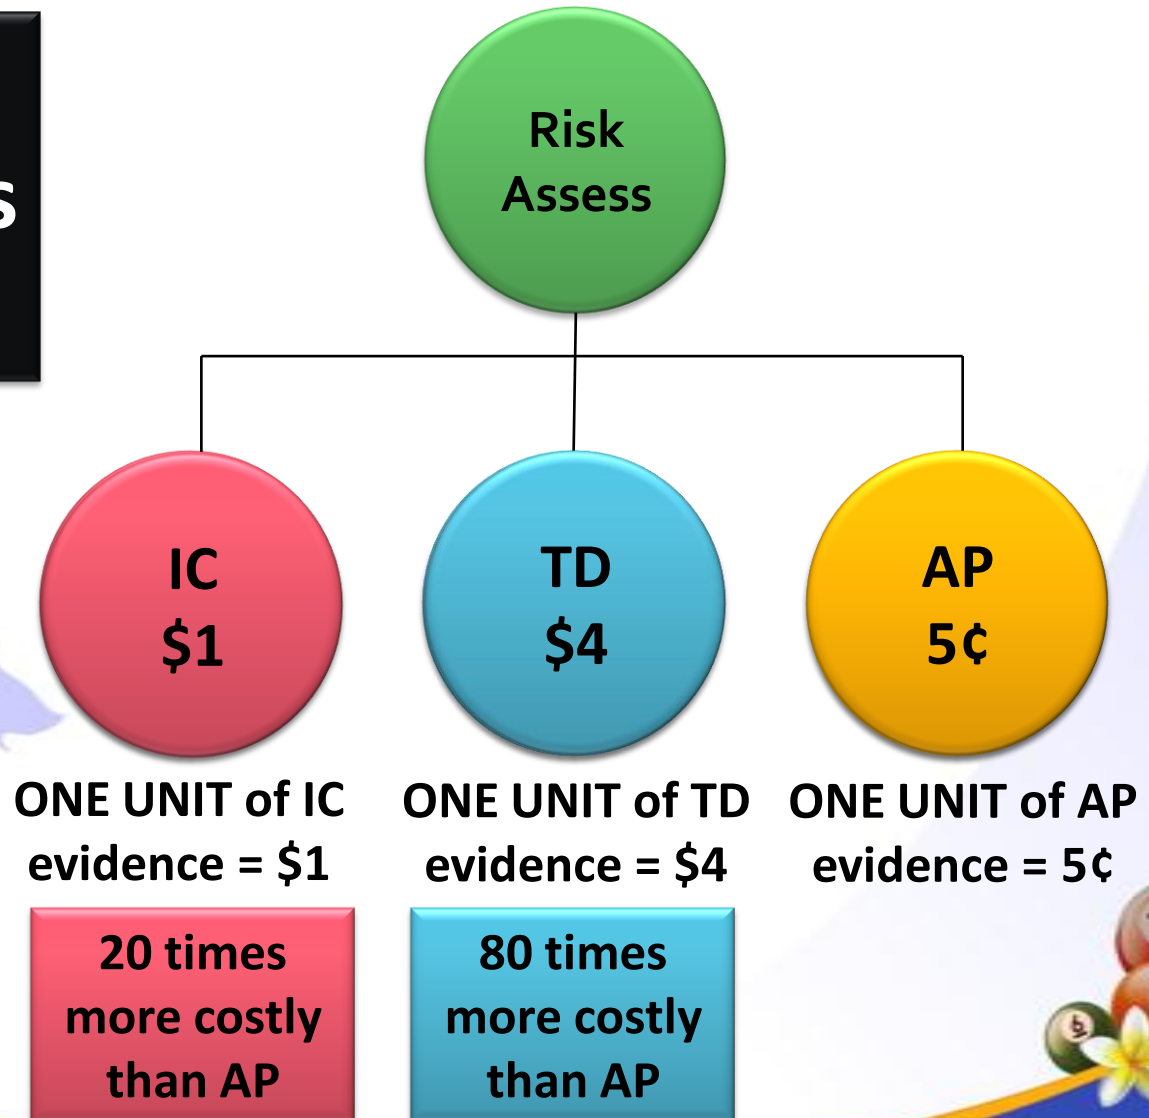 S
Risk
Assess
IC
$1
TD
$4
AP
5¢
ONE UNIT of IC
evidence = $1
ONE UNIT of TD
evidence = $4
ONE UNIT of AP
evidence = 5¢
20 times
more costly
than AP
80 times
more costly
than AP